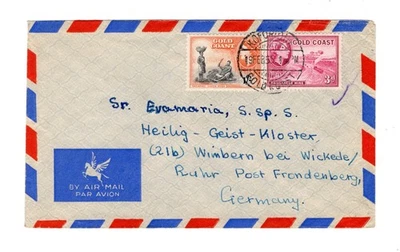 GOLD COAST
GOLD COAST
3d
Sr. Evamaria, S. Sp. S.
Heilig-Geist-Kloster,
(21b) Wimbern bei Wickede/
Ruhr Post Frondenberg,
Germany.
BY AIR MAIL
PAR AVION